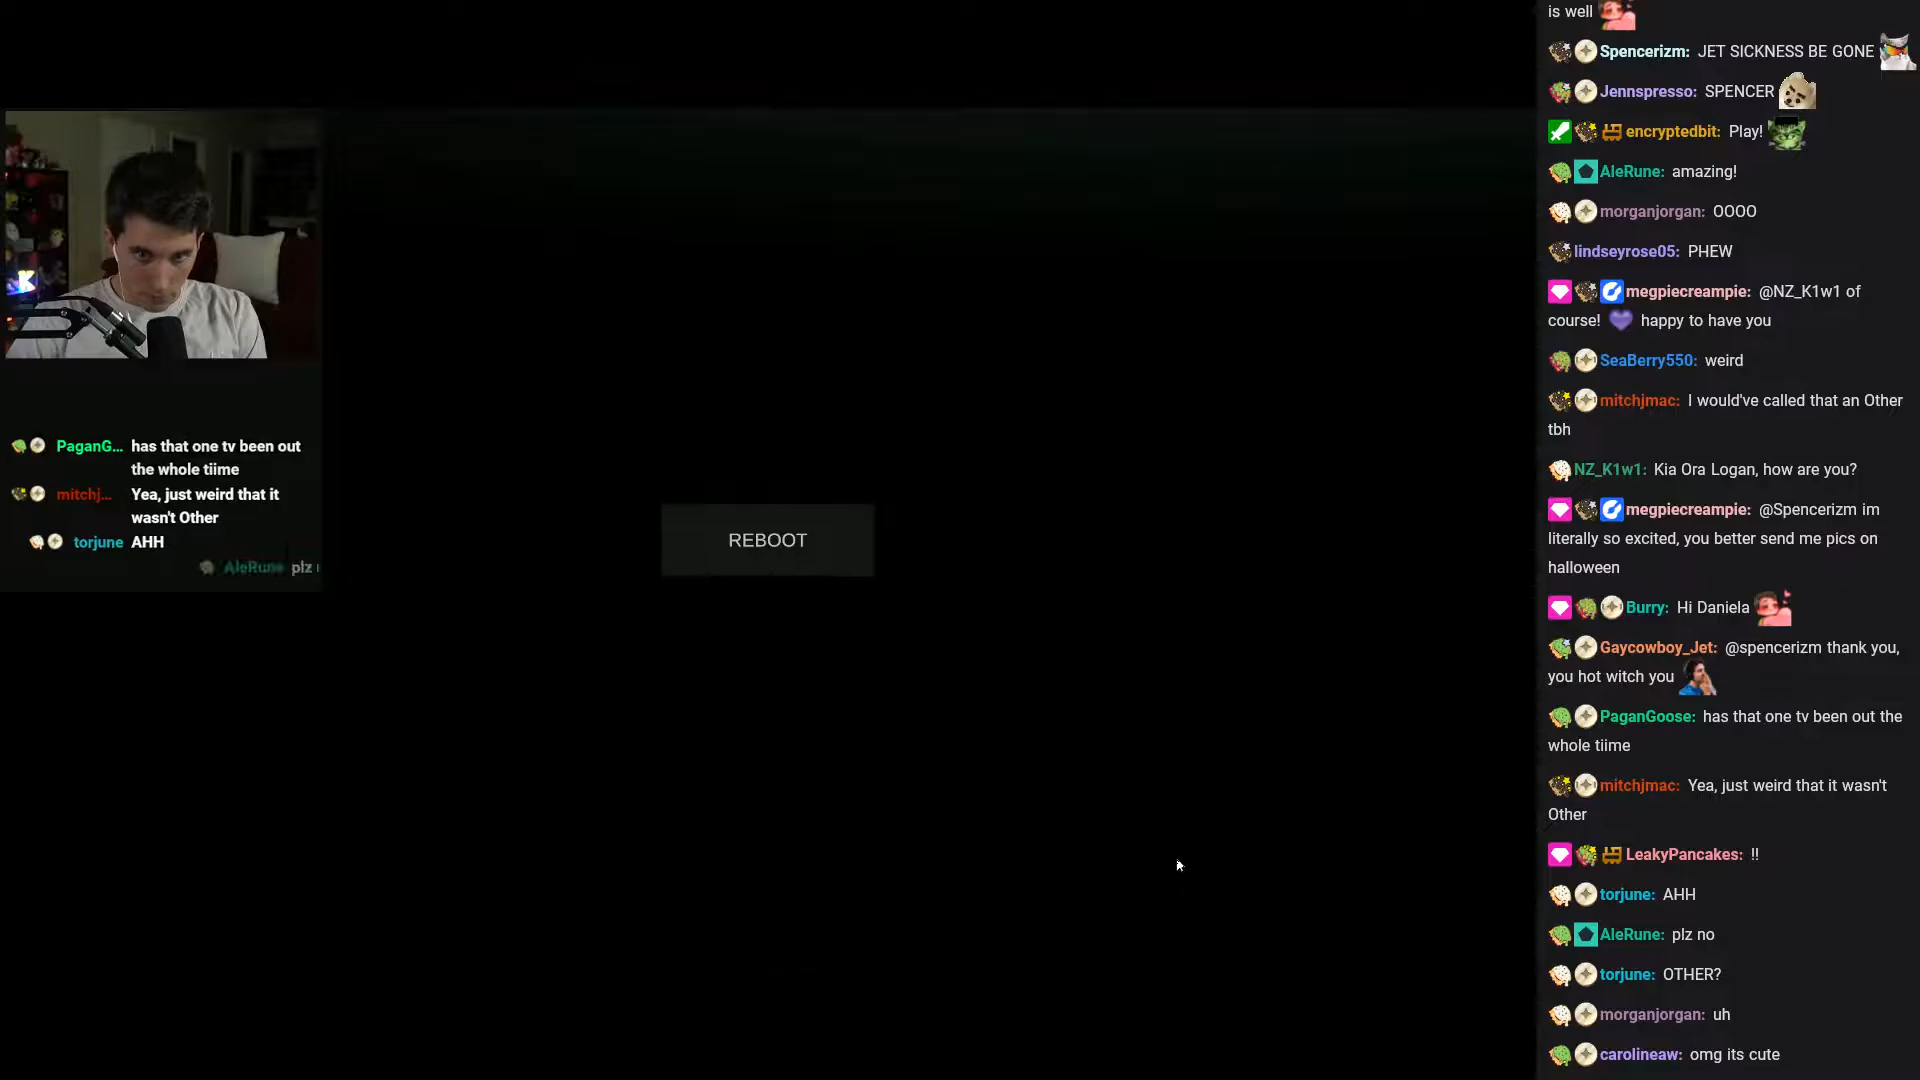 is well
Spencerizm: JET SICKNESS BE GONE
Jennspresso: SPENCER
encryptedbit: Play!
AleRune: amazing!
morganjorgan: OOOO
lindseyrose05: PHEW
megpiecreampie: @NZ_K1w1 of
course! happy to have you
SeaBerry550: weird
mitchjmac: I would've called that an Other
tbh
NZ_K1w1: Kia Ora Logan, how are you?
megpiecreampie: @Spencerizm im
literally so excited, you better send me pics on
halloween
Burry: Hi Daniela
Gaycowboy_Jet: @spencerizm thank you,
you hot witch you
PaganGoose: has that one tv been out the
whole tiime
mitchjmac: Yea, just weird that it wasn't
Other
LeakyPancakes: !!
torjune: AHH
AleRune: plz no
torjune: OTHER?
morganjorgan: uh
carolineaw: omg its cute
K
PaganG... has that one tv been out
the whole tiime
mitchj... Yea, just weird that it
wasn't Other
torjune AHH
AleRune plz
REBOOT